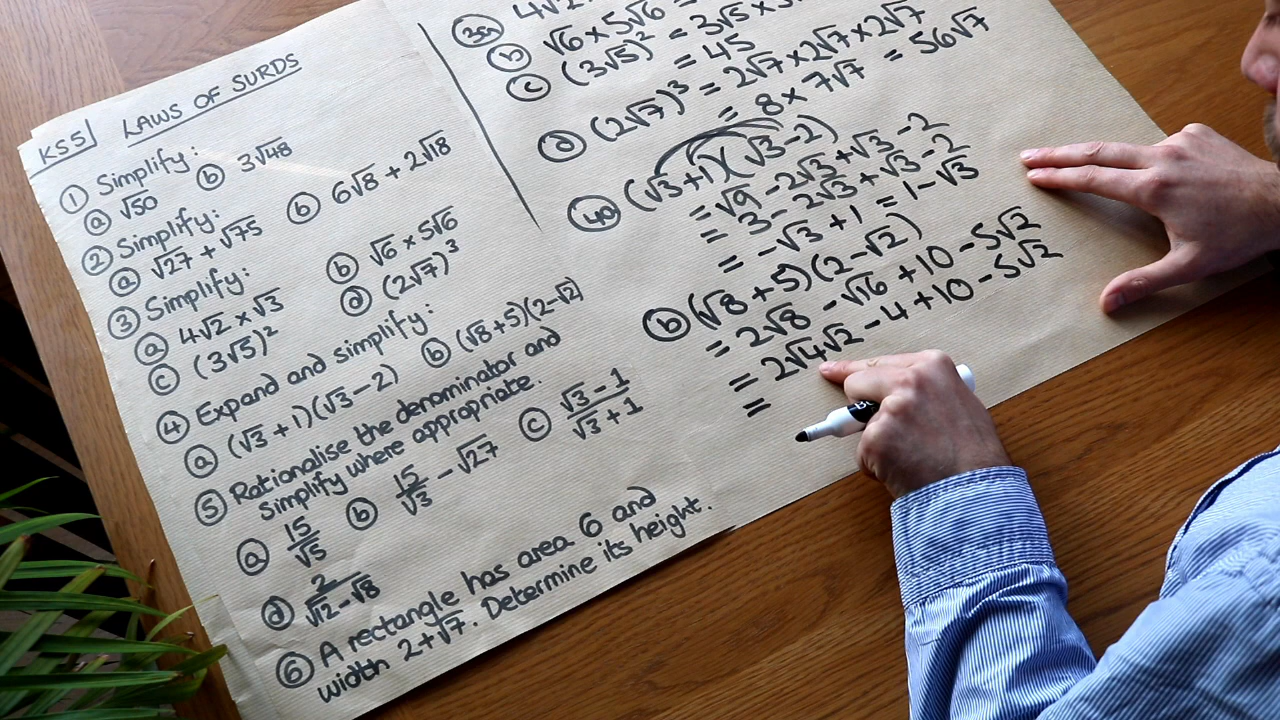 KS5
LAWS OF SURDS
① Simplify:
ⓐ √50 ⓑ 3√48
② Simplify:
ⓐ √27 + √75 ⓑ 6√8 + 2√18
③ Simplify:
ⓐ 4√2 × √3 ⓑ √6 × 5√6
ⓒ (3√5)² ⓓ (2√7)³
④ Expand and simplify:
ⓐ (√3+1)(√3-2) ⓑ (√8+5)(2-√2)
⑤ Rationalise the denominator and
simplify where appropriate.
ⓐ 15/√5 ⓑ 15/√3 - √27 ⓒ √3-1/√3+1
ⓓ 2/√12-√8
⑥ A rectangle has area 6 and
width 2+√7. Determine its height.
3a 4√2
ⓑ √6 × 5√6 =
ⓒ (3√5)² = 3√5 × 3
= 45
ⓓ (2√7)³ = 2√7 × 2√7 × 2√7
= 8 × 7√7 = 56√7
4a (√3+1)(√3-2)
= √9 - 2√3 + √3 - 2
= 3 - 2√3 + √3 - 2
= -√3 + 1 = 1 - √3
ⓑ (√8 + 5)(2-√2)
= 2√8 - √16 + 10 - 5√2
= 2√4√2 - 4 + 10 - 5√2
=